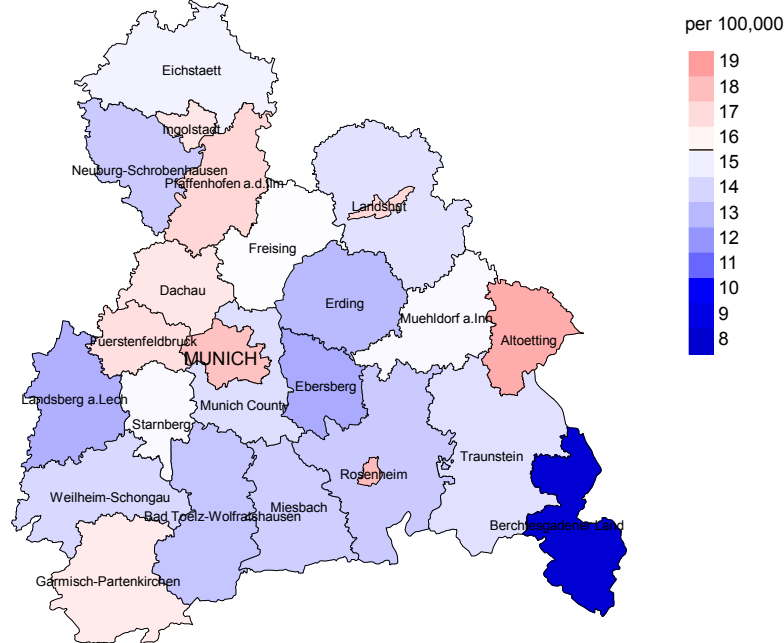 per 100,000
19
18
17
16
15
14
13
12
11
10
9
8
Eichstaett
Ingolstadt
Neuburg-Schrobenhausen
Pfaffenhofen a.d.Ilm
Landshut
Freising
Dachau
Erding
Muehldorf a.Inn
Altoetting
Fuerstenfeldbruck
MUNICH
Ebersberg
Landsberg a.Lech
Munich County
Starnberg
Traunstein
Rosenheim
Weilheim-Schongau
Miesbach
Bad Toelz-Wolfratshausen
Berchtesgadener Land
Garmisch-Partenkirchen